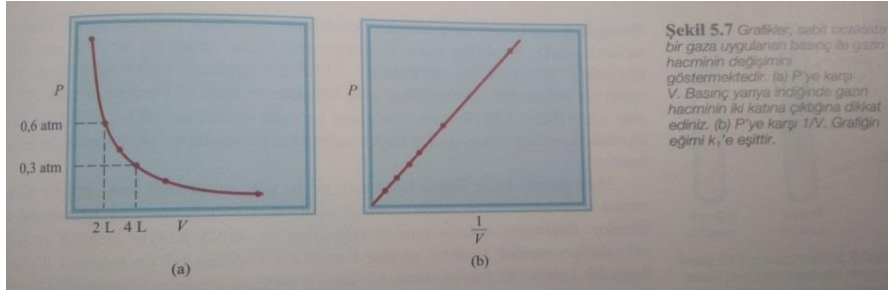 P
0,6 atm
0,3 atm
2 L 4 L V
(a)
P
1
V
(b)
Şekil 5.7 Grafikler, sabit sıcaklıkta
bir gaza uygulanan basınç ile gazın
hacminin değişimini
göstermektedir. (a) P'ye karşı
V. Basınç yarıya indiğinde gazın
hacminin iki katına çıktığına dikkat
ediniz. (b) P'ye karşı 1/V. Grafiğin
eğimi k₁'e eşittir.